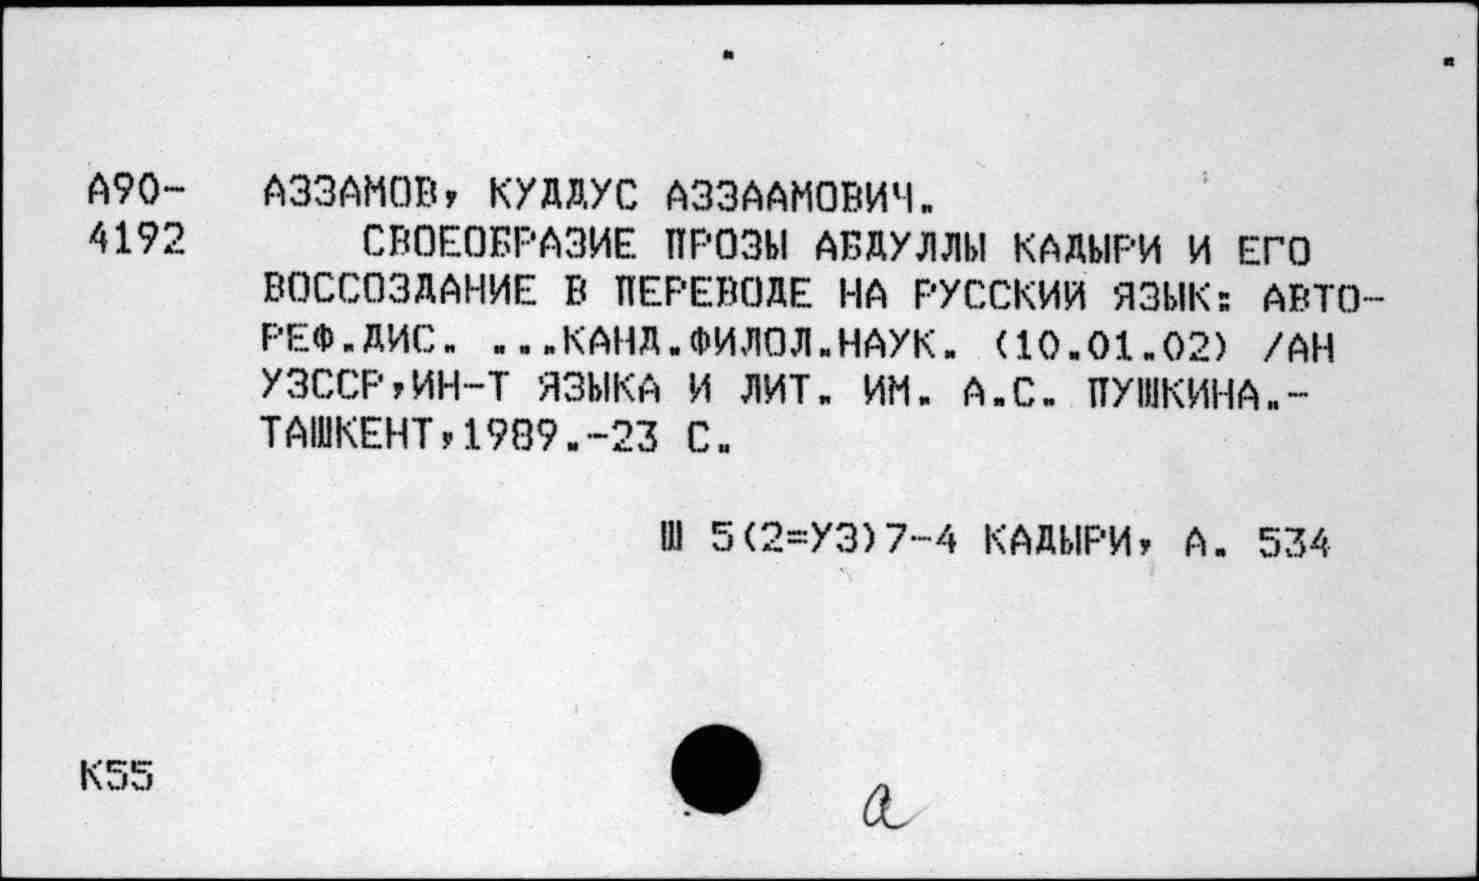 А90- АЗЗАМОВ, КУДДУС АЗЗААМОВИЧ.
4192 СВОЕОБРАЗИЕ ПРОЗЫ АБДУЛЛЫ КАДЫРИ И ЕГО
ВОССОЗДАНИЕ В ПЕРЕВОДЕ НА РУССКИЙ ЯЗЫК: АВТО-
РЕФ.ДИС. ...КАНД.ФИЛОЛ.НАУК. (10.01.02) /АН
УЗССР,ИН-Т ЯЗЫКА И ЛИТ. ИМ. А.С. ПУШКИНА.-
ТАШКЕНТ,1989.-23 С.
Ш 5(2=УЗ)7-4 КАДЫРИ, А. 534
К55
а